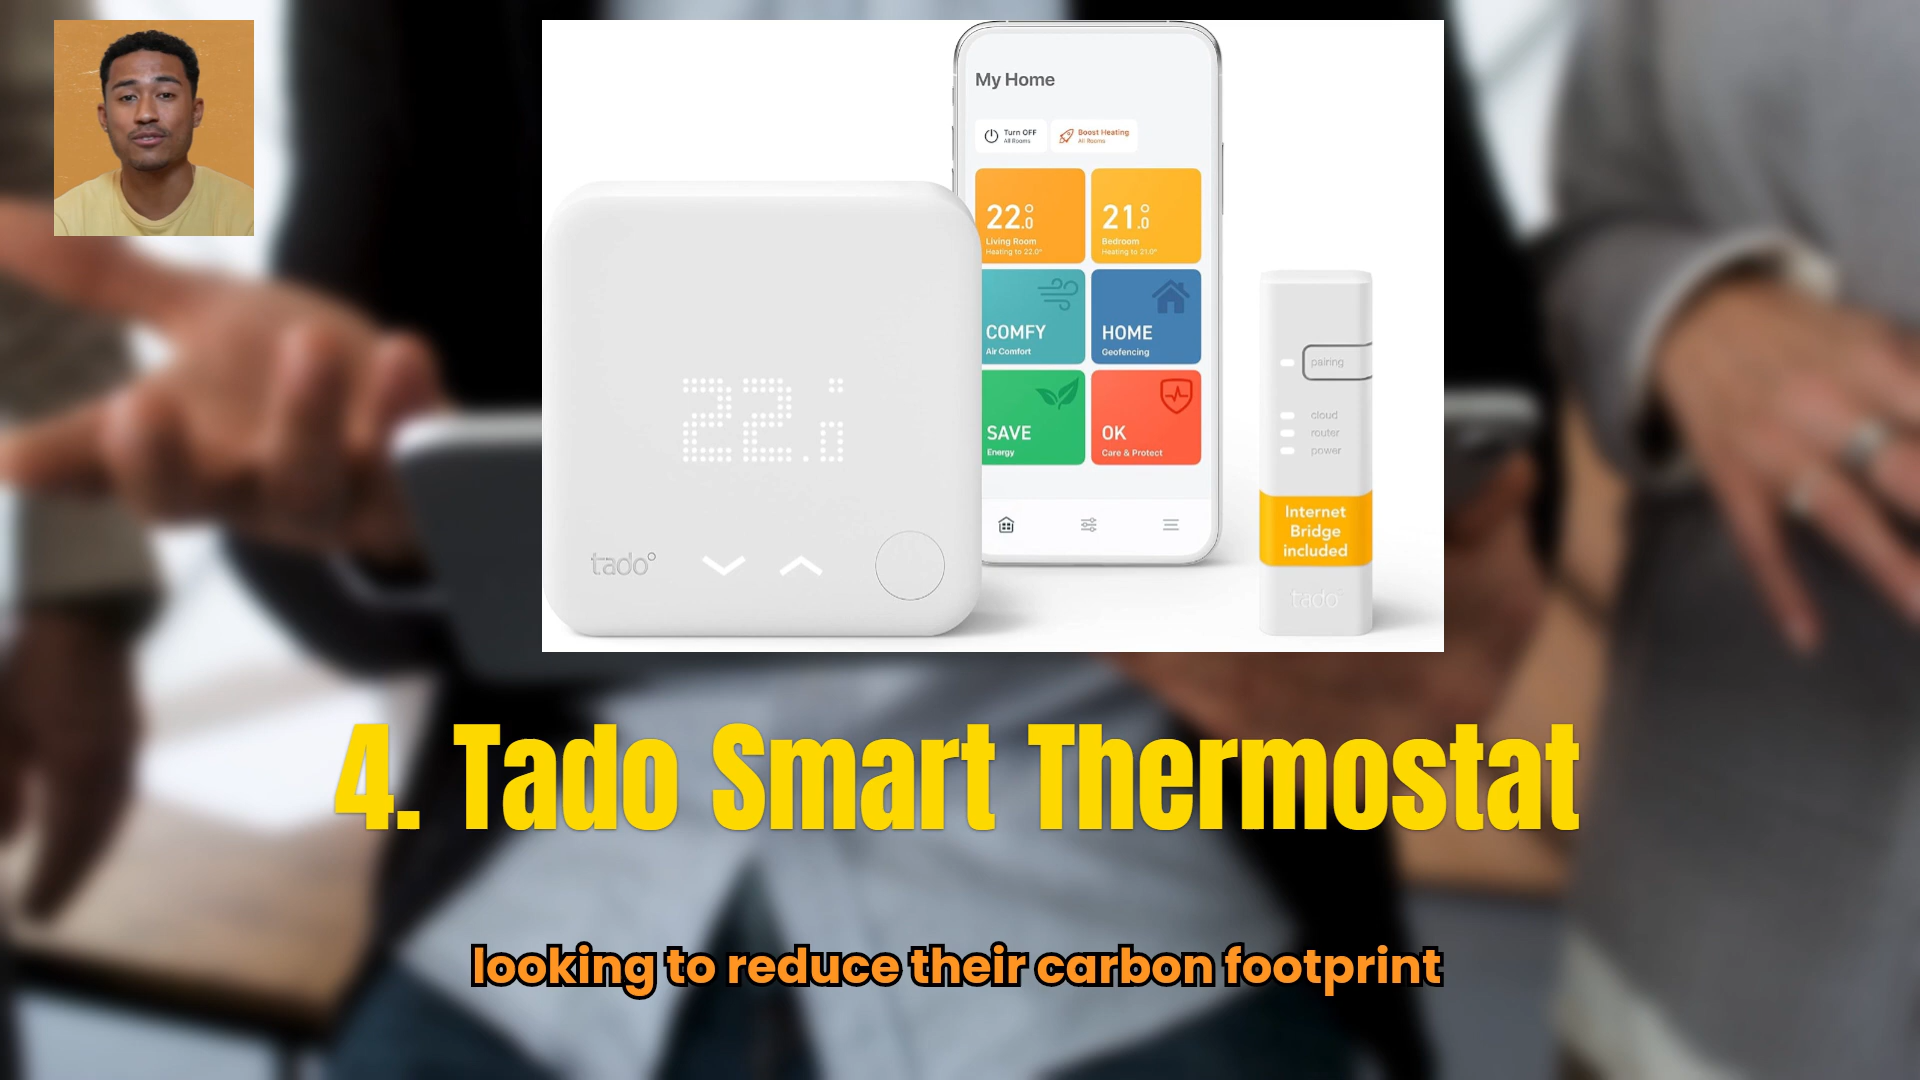 My Home
Turn OFF
All Rooms
Boost Heating
All Rooms
22.0°
Living Room
Heating to 22.0°
21.0°
Bedroom
Heating to 21.0°
COMFY
Air Comfort
HOME
Geofencing
SAVE
Energy
OK
Care & Protect
22.0
tado°
pairing
cloud
router
power
Internet
Bridge
included
tado°
4. Tado Smart Thermostat
looking to reduce their carbon footprint